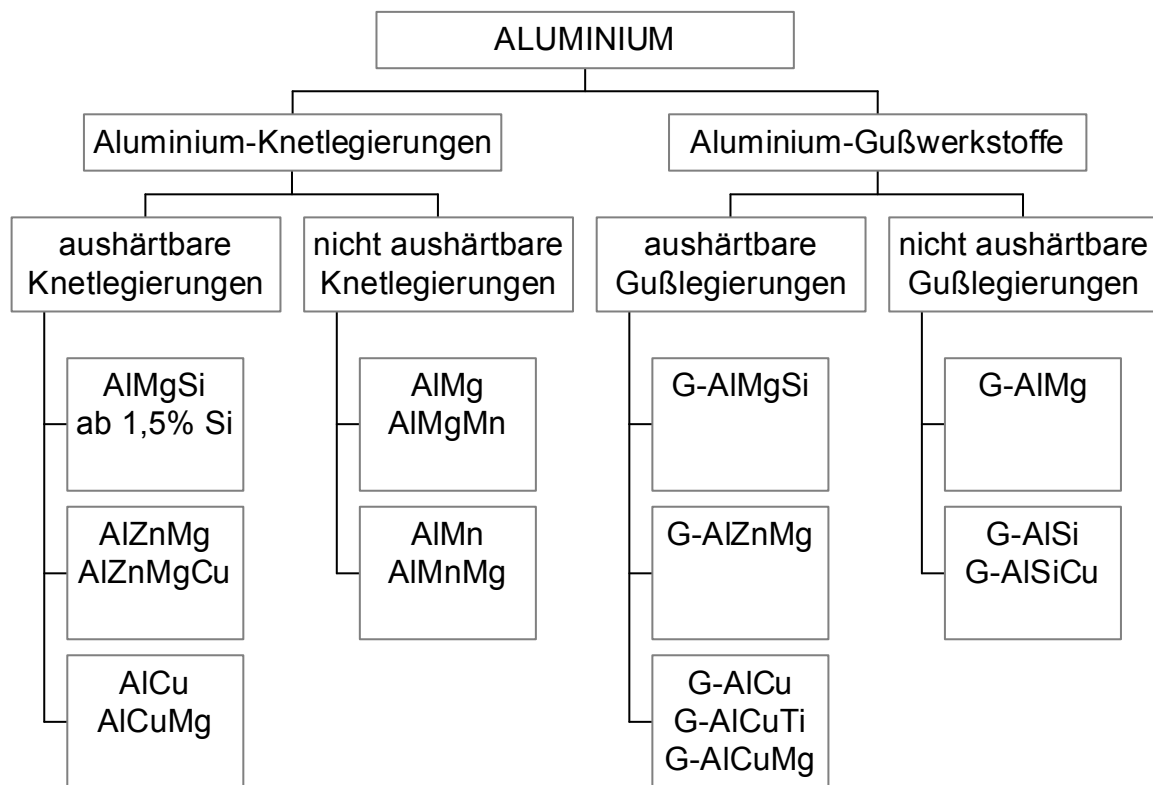 ALUMINIUM
Aluminium-Knetlegierungen
Aluminium-Gußwerkstoffe
aushärtbare
Knetlegierungen
nicht aushärtbare
Knetlegierungen
aushärtbare
Gußlegierungen
nicht aushärtbare
Gußlegierungen
AlMgSi
ab 1,5% Si
AlZnMg
AlZnMgCu
AlCu
AlCuMg
AlMg
AlMgMn
AlMn
AlMnMg
G-AlMgSi
G-AlZnMg
G-AlCu
G-AlCuTi
G-AlCuMg
G-AlMg
G-AlSi
G-AlSiCu